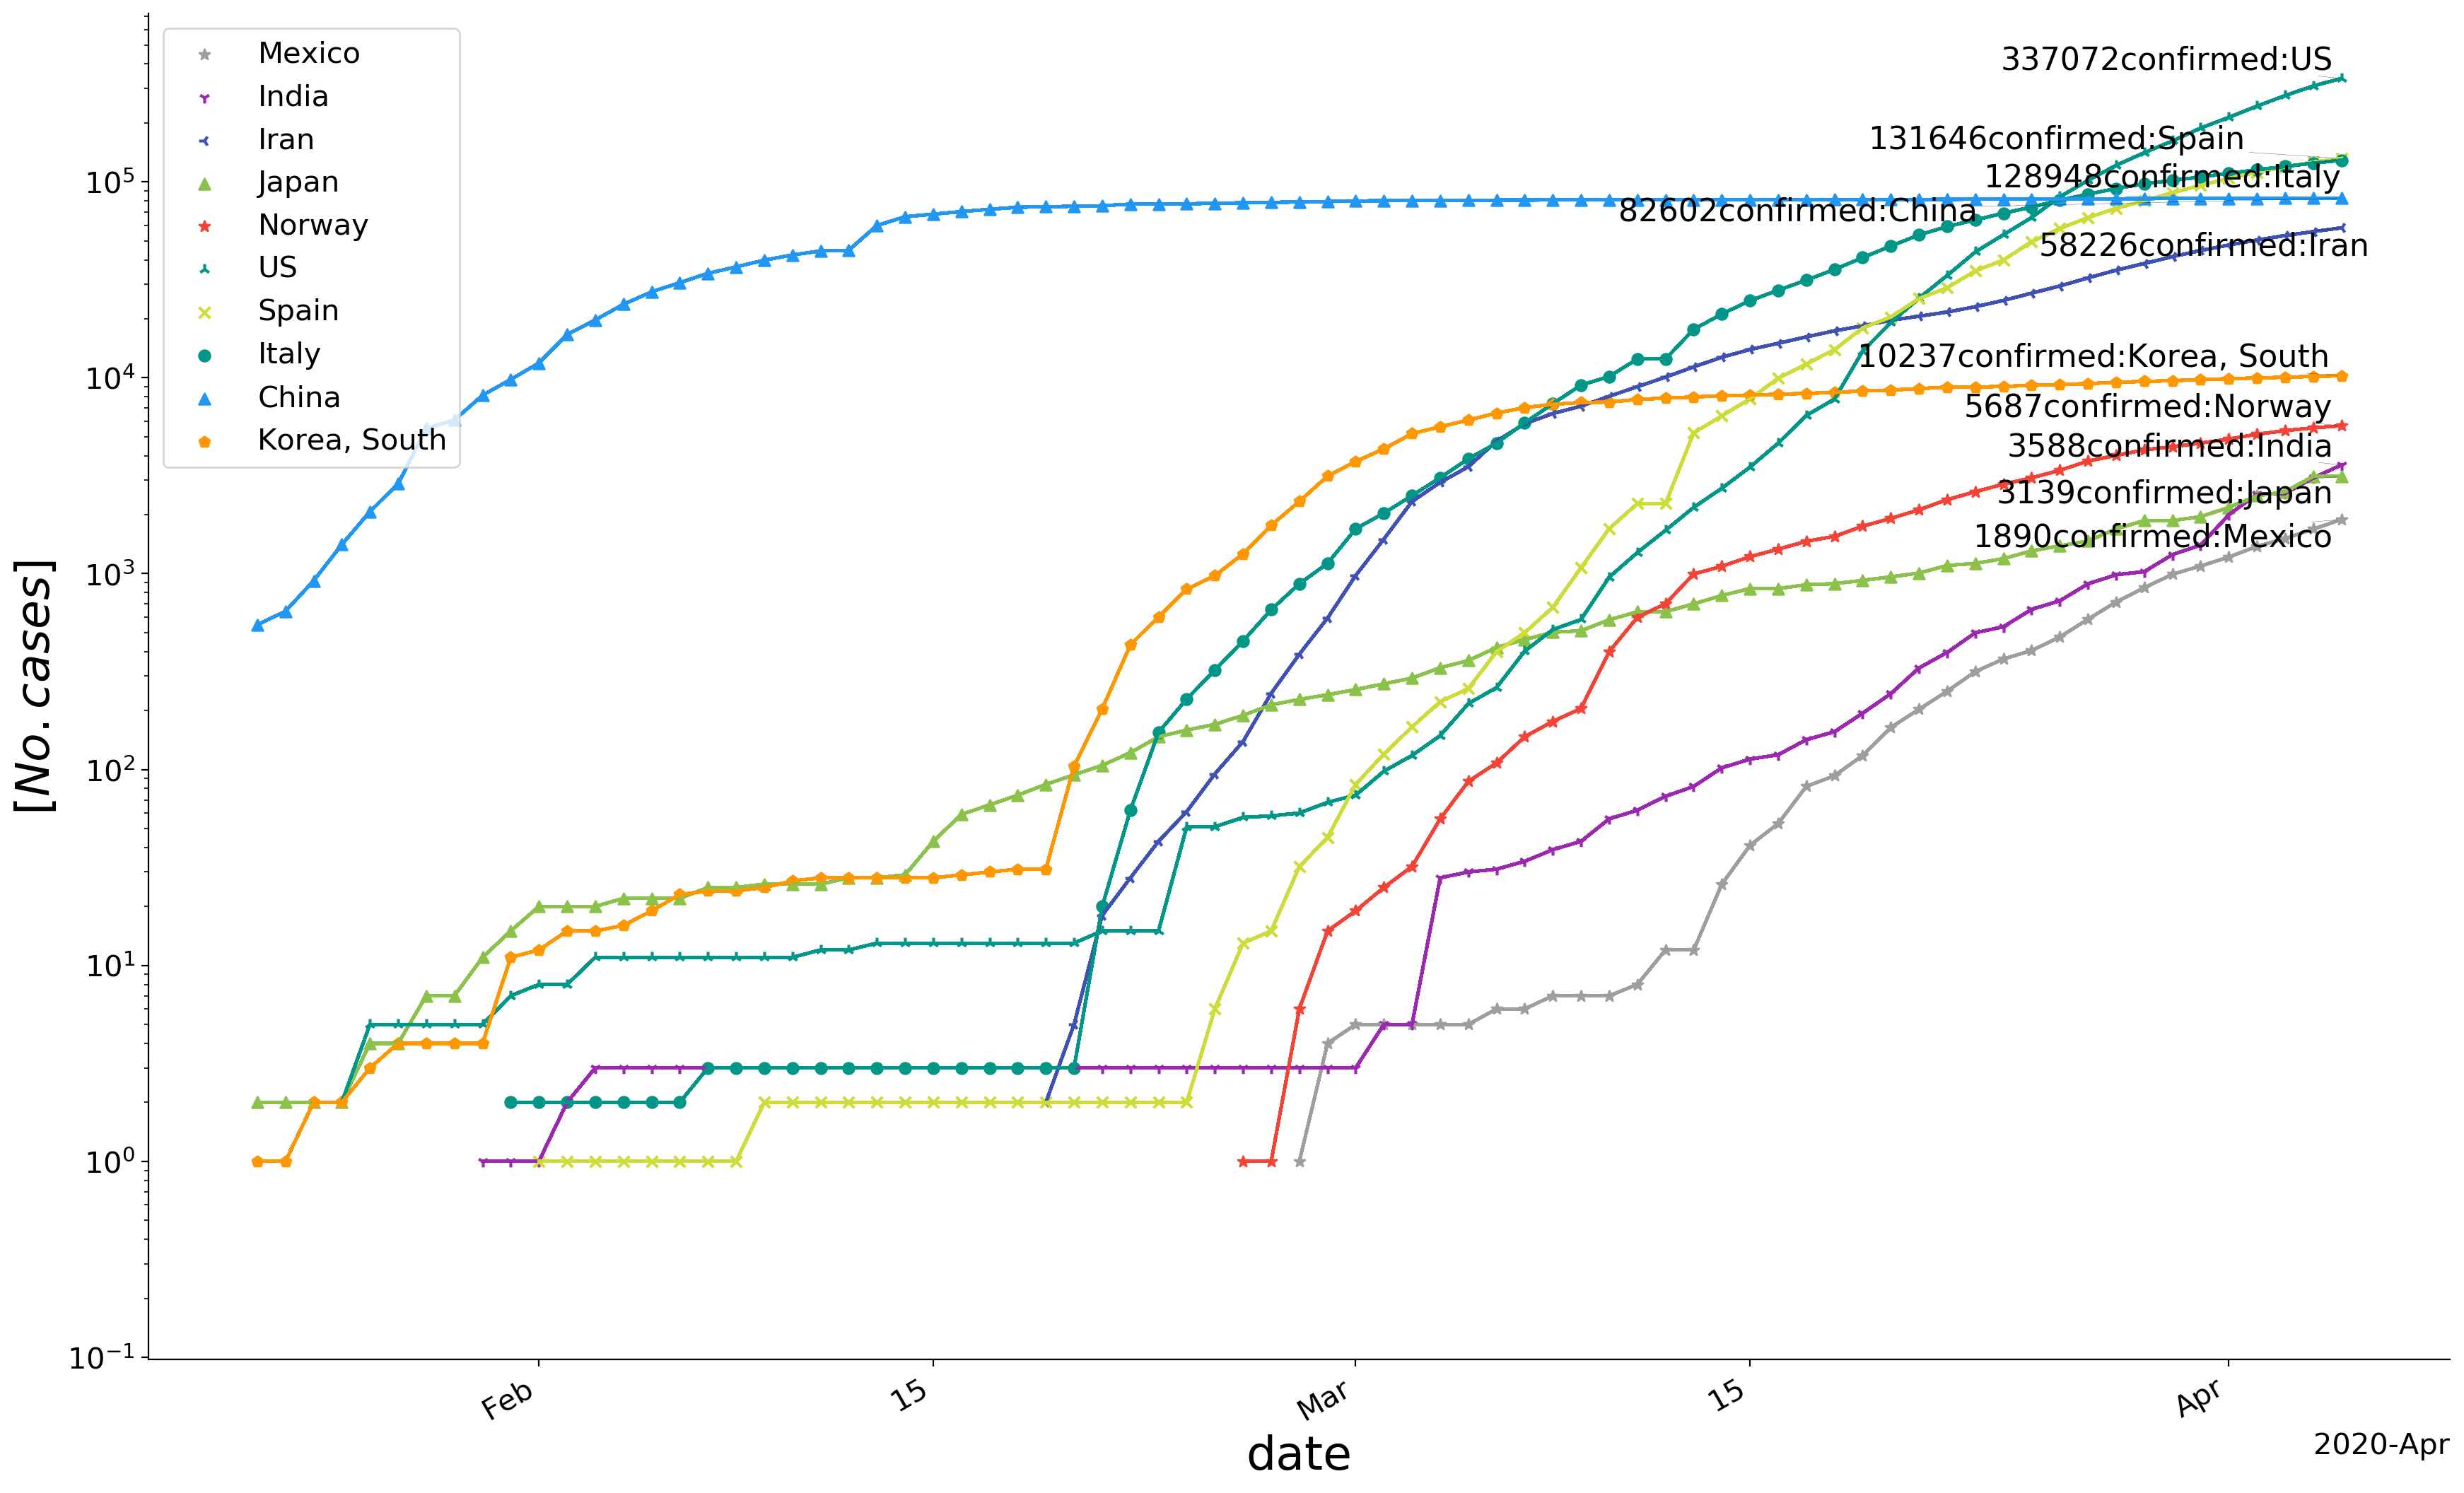 Mexico
India
Iran
Japan
Norway
US
Spain
Italy
China
Korea, South
337072confirmed:US
131646confirmed:Spain
128948confirmed:Italy
82602confirmed:China
58226confirmed:Iran
10237confirmed:Korea, South
5687confirmed:Norway
3588confirmed:India
3139confirmed:Japan
1890confirmed:Mexico
[No. cases]
10^5
10^4
10^3
10^2
10^1
10^0
10^−1
Feb
15
Mar
15
Apr
date
2020-Apr